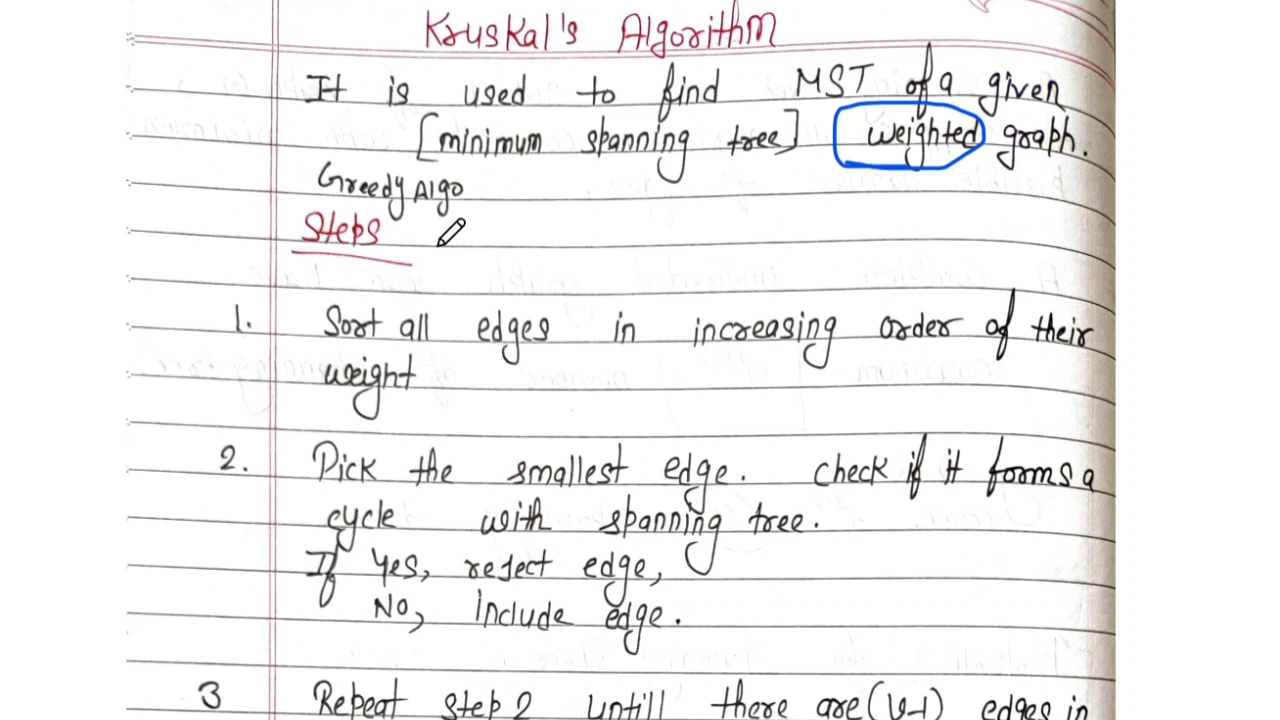 Kruskal's Algorithm
It is used to find MST of a given
[minimum spanning tree] weighted graph.
Greedy Algo
Steps
1. Sort all edges in increasing order of their
weight
2. Pick the smallest edge. check if it forms a
cycle with spanning tree.
If Yes, reject edge,
No, include edge.
3 Repeat step 2 untill there are (V-1) edges in